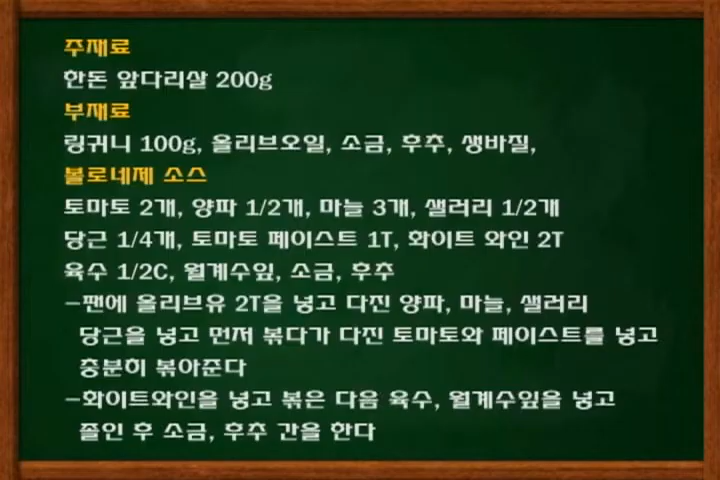 주재료
한돈 앞다리살 200g
부재료
링귀니 100g, 올리브오일, 소금, 후추, 생바질,
볼로네제 소스
토마토 2개, 양파 1/2개, 마늘 3개, 샐러리 1/2개
당근 1/4개, 토마토 페이스트 1T, 화이트 와인 2T
육수 1/2C, 월계수잎, 소금, 후추
-팬에 올리브유 2T을 넣고 다진 양파, 마늘, 샐러리
당근을 넣고 먼저 볶다가 다진 토마토와 페이스트를 넣고
충분히 볶아준다
-화이트와인을 넣고 볶은 다음 육수, 월계수잎을 넣고
졸인 후 소금, 후추 간을 한다